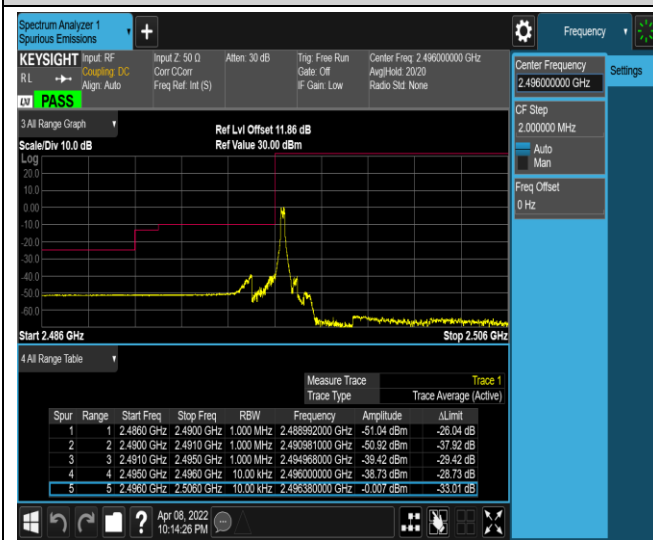 Spectrum Analyzer 1
Spurious Emissions
Frequency
KEYSIGHT Input: RF Input Z: 50 Ω Atten: 30 dB Trig: Free Run Center Freq: 2.496000000 GHz
RL Coupling: DC Corr CCorr Gate: Off Avg|Hold: 20/20
Align: Auto Freq Ref: Int (S) IF Gain: Low Radio Std: None
LXI PASS
Center Frequency
2.496000000 GHz
Settings
CF Step
2.000000 MHz
Auto
Man
Freq Offset
0 Hz
3 All Range Graph
Ref Lvl Offset 11.86 dB
Scale/Div 10.0 dB Ref Value 30.00 dBm
Log
20.0
10.0
0.00
-10.0
-20.0
-30.0
-40.0
-50.0
-60.0
Start 2.486 GHz Stop 2.506 GHz
4 All Range Table
Measure Trace Trace 1
Trace Type Trace Average (Active)
Spur Range Start Freq Stop Freq RBW Frequency Amplitude ΔLimit
1 1 2.4860 GHz 2.4900 GHz 1.000 MHz 2.488992000 GHz -51.04 dBm -26.04 dB
2 2 2.4900 GHz 2.4910 GHz 1.000 MHz 2.490981000 GHz -50.92 dBm -37.92 dB
3 3 2.4910 GHz 2.4950 GHz 1.000 MHz 2.494968000 GHz -39.42 dBm -29.42 dB
4 4 2.4950 GHz 2.4960 GHz 10.00 kHz 2.496000000 GHz -38.73 dBm -28.73 dB
5 5 2.4960 GHz 2.5060 GHz 10.00 kHz 2.496380000 GHz -0.007 dBm -33.01 dB
Apr 08, 2022
10:14:26 PM